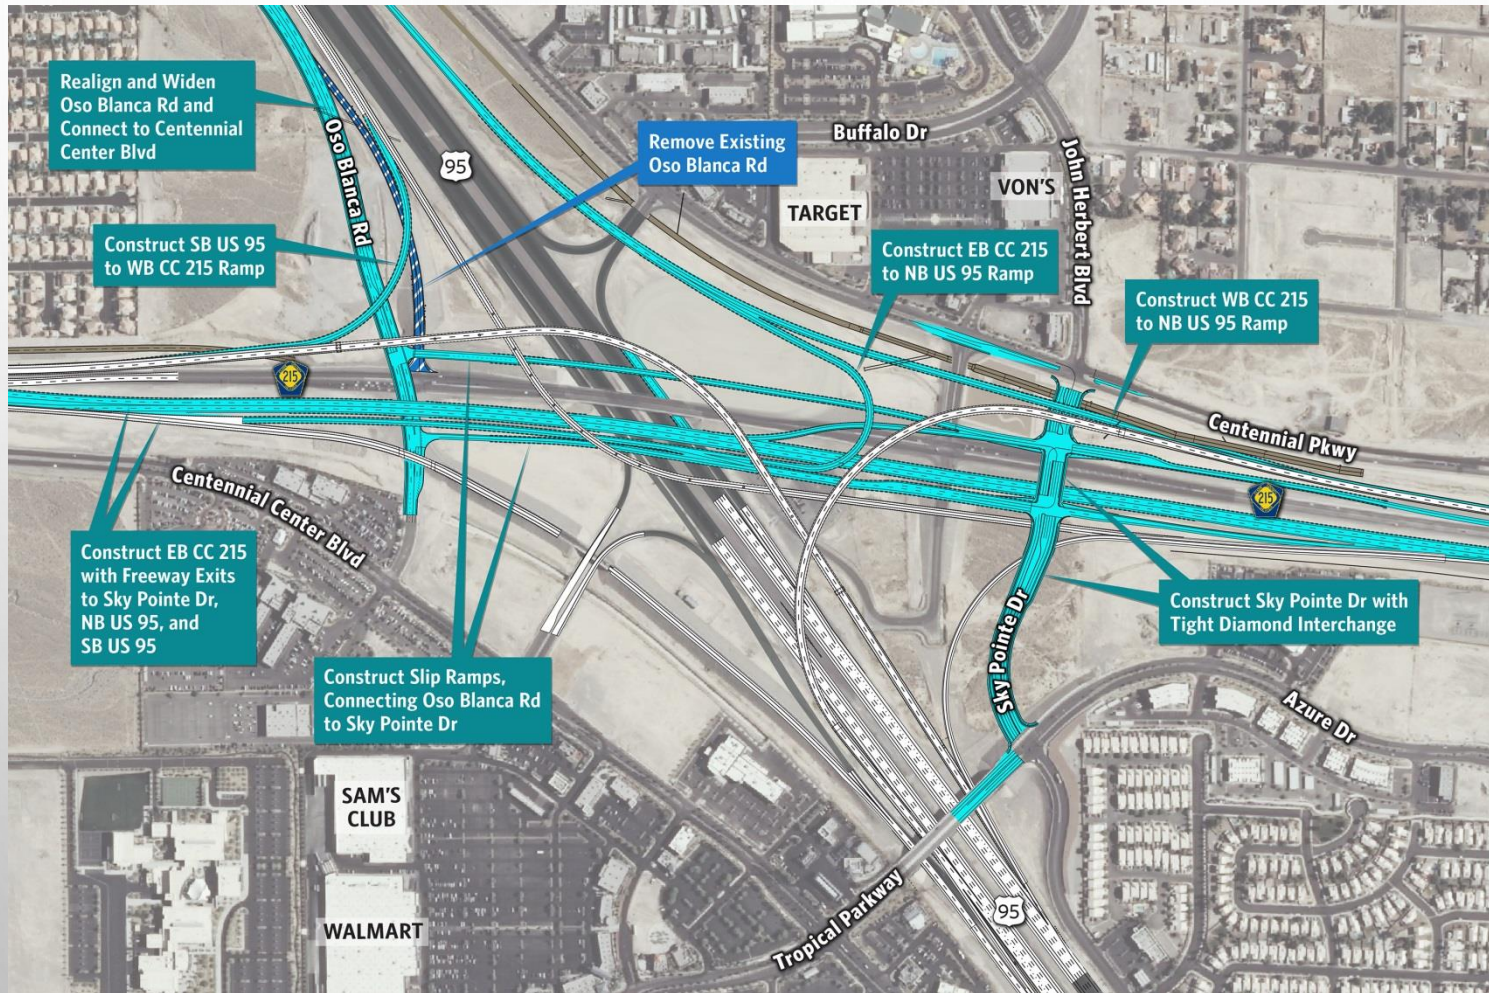 Realign and Widen
Oso Blanca Rd and
Connect to Centennial
Center Blvd
Oso Blanca Rd
95
Remove Existing
Oso Blanca Rd
Buffalo Dr
TARGET
VON'S
John Herbert Blvd
Construct SB US 95
to WB CC 215 Ramp
Construct EB CC 215
to NB US 95 Ramp
Construct WB CC 215
to NB US 95 Ramp
215
Centennial Pkwy
215
Centennial Center Blvd
Construct EB CC 215
with Freeway Exits
to Sky Pointe Dr,
NB US 95, and
SB US 95
Construct Slip Ramps,
Connecting Oso Blanca Rd
to Sky Pointe Dr
Sky Pointe Dr
Construct Sky Pointe Dr with
Tight Diamond Interchange
Azure Dr
SAM'S
CLUB
WALMART
Tropical Parkway
95